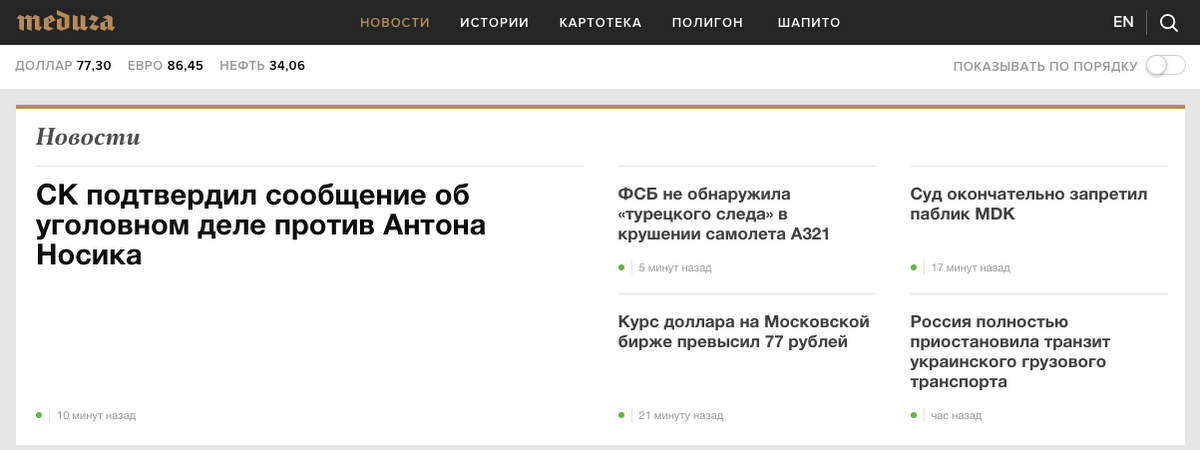 meduza
НОВОСТИ ИСТОРИИ КАРТОТЕКА ПОЛИГОН ШАПИТО EN
ДОЛЛАР 77,30 ЕВРО 86,45 НЕФТЬ 34,06 ПОКАЗЫВАТЬ ПО ПОРЯДКУ
Новости
СК подтвердил сообщение об
уголовном деле против Антона
Носика
10 минут назад
ФСБ не обнаружила
«турецкого следа» в
крушении самолета А321
5 минут назад
Суд окончательно запретил
паблик MDK
17 минут назад
Курс доллара на Московской
бирже превысил 77 рублей
21 минуту назад
Россия полностью
приостановила транзит
украинского грузового
транспорта
час назад